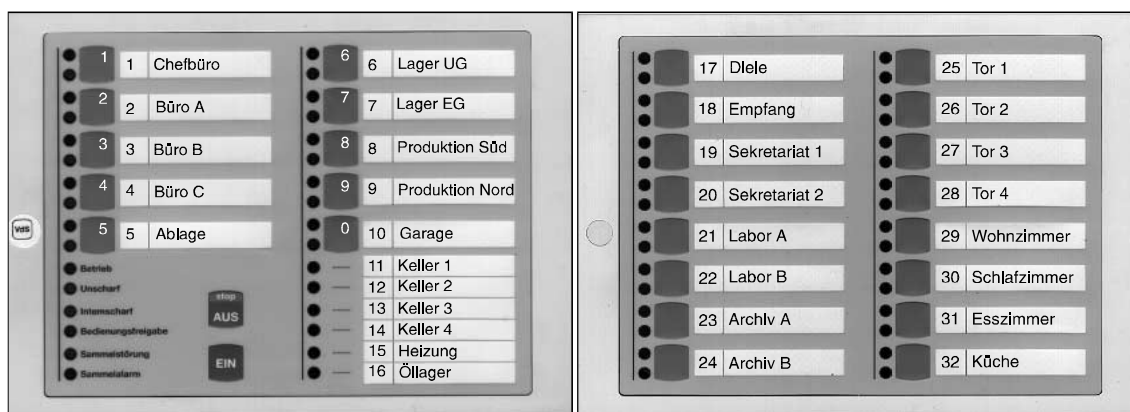 1 1 Chefbüro
2 2 Büro A
3 3 Büro B
4 4 Büro C
5 5 Ablage
Betrieb
Unscharf
Internscharf
Bedienungsfreigabe
Sammelstörung
Sammelalarm
stop
AUS
EIN
6 6 Lager UG
7 7 Lager EG
8 8 Produktion Süd
9 9 Produktion Nord
0 10 Garage
11 Keller 1
12 Keller 2
13 Keller 3
14 Keller 4
15 Heizung
16 Öllager
VdS
17 Diele
18 Empfang
19 Sekretariat 1
20 Sekretariat 2
21 Labor A
22 Labor B
23 Archiv A
24 Archiv B
25 Tor 1
26 Tor 2
27 Tor 3
28 Tor 4
29 Wohnzimmer
30 Schlafzimmer
31 Esszimmer
32 Küche